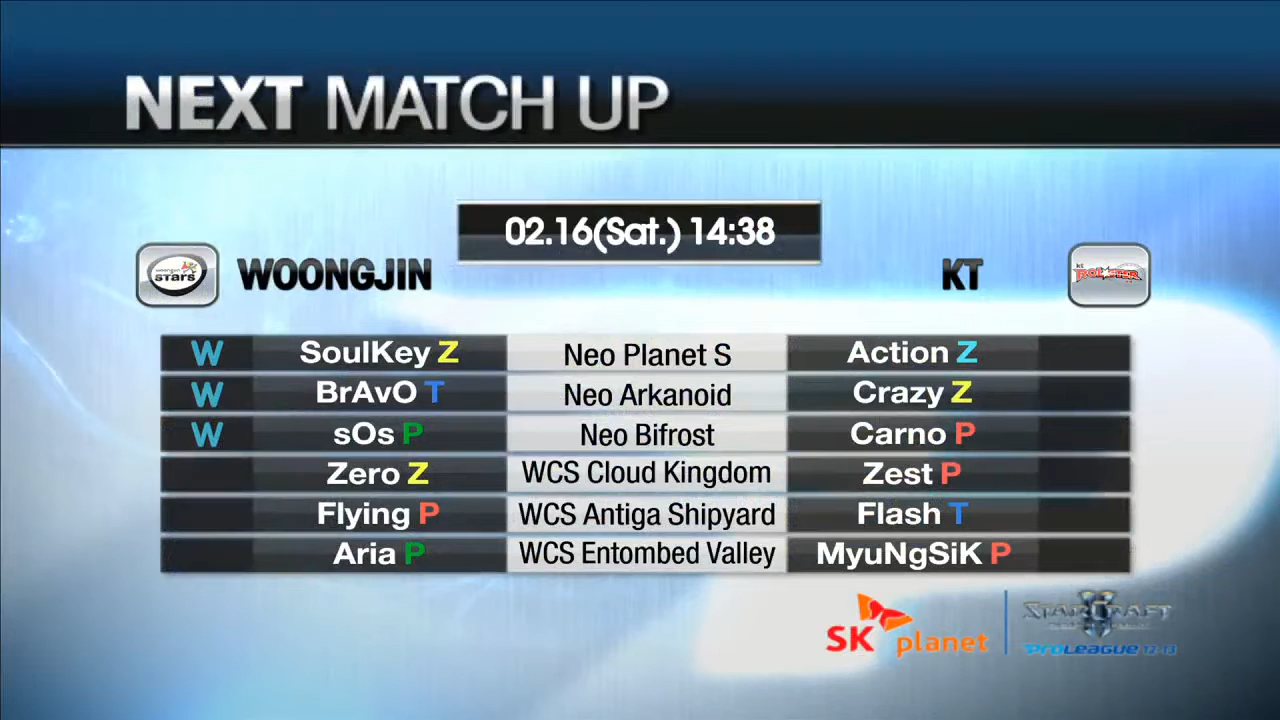 NEXT MATCH UP
02.16(Sat.) 14:38
STARS WOONGJIN KT
W SoulKey Z Neo Planet S Action Z
W BrAvO T Neo Arkanoid Crazy Z
W sOs P Neo Bifrost Carno P
Zero Z WCS Cloud Kingdom Zest P
Flying P WCS Antiga Shipyard Flash T
Aria P WCS Entombed Valley MyuNgSiK P
SK planet
STARCRAFT
PROLEAGUE 12-13